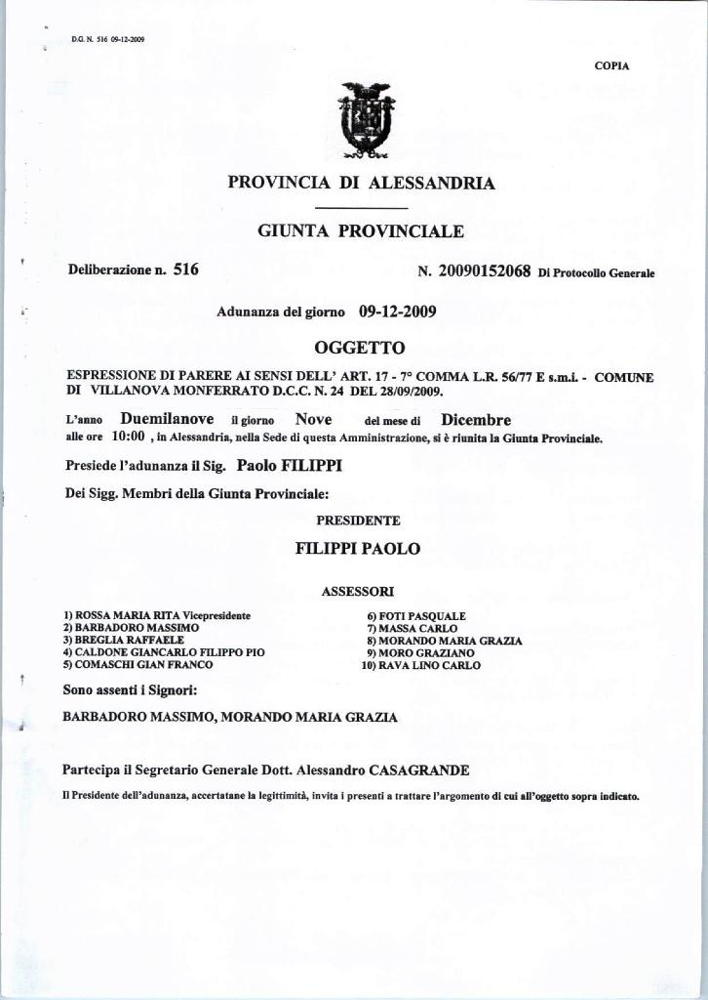 D.G. N. 516 09-12-2009
COPIA
PROVINCIA DI ALESSANDRIA
GIUNTA PROVINCIALE
Deliberazione n. 516 N. 20090152068 Di Protocollo Generale
Adunanza del giorno 09-12-2009
OGGETTO
ESPRESSIONE DI PARERE AI SENSI DELL' ART. 17 - 7° COMMA L.R. 56/77 E s.m.i. - COMUNE
DI VILLANOVA MONFERRATO D.C.C. N. 24 DEL 28/09/2009.
L'anno Duemilanove il giorno Nove del mese di Dicembre
alle ore 10:00 , in Alessandria, nella Sede di questa Amministrazione, si è riunita la Giunta Provinciale.
Presiede l'adunanza il Sig. Paolo FILIPPI
Dei Sigg. Membri della Giunta Provinciale:
PRESIDENTE
FILIPPI PAOLO
ASSESSORI
1) ROSSA MARIA RITA Vicepresidente
2) BARBADORO MASSIMO
3) BREGLIA RAFFAELE
4) CALDONE GIANCARLO FILIPPO PIO
5) COMASCHI GIAN FRANCO
6) FOTI PASQUALE
7) MASSA CARLO
8) MORANDO MARIA GRAZIA
9) MORO GRAZIANO
10) RAVA LINO CARLO
Sono assenti i Signori:
BARBADORO MASSIMO, MORANDO MARIA GRAZIA
Partecipa il Segretario Generale Dott. Alessandro CASAGRANDE
Il Presidente dell'adunanza, accertatane la legittimità, invita i presenti a trattare l'argomento di cui all'oggetto sopra indicato.